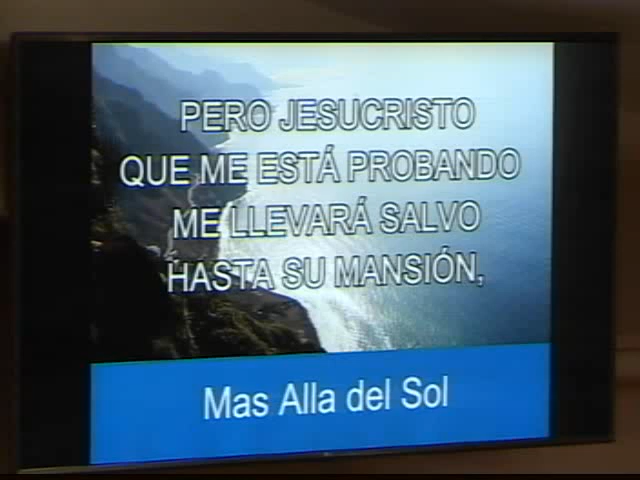 PERO JESUCRISTO
QUE ME ESTÁ PROBANDO
ME LLEVARÁ SALVO
HASTA SU MANSIÓN,
Mas Alla del Sol